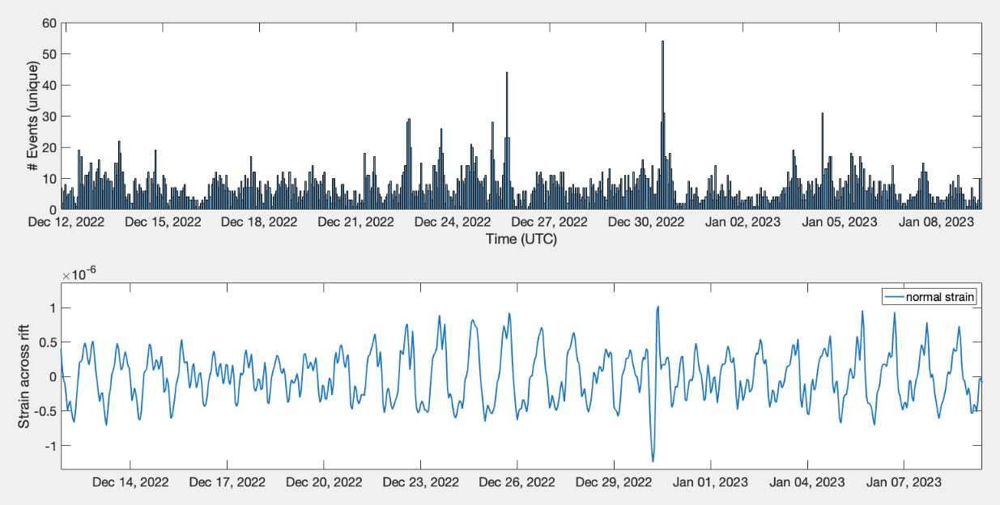 60
50
40
30
20
10
0
# Events (unique)
Dec 12, 2022 Dec 15, 2022 Dec 18, 2022 Dec 21, 2022 Dec 24, 2022 Dec 27, 2022 Dec 30, 2022 Jan 02, 2023 Jan 05, 2023 Jan 08, 2023
Time (UTC)
×10-6
normal strain
1
0.5
0
-0.5
-1
Strain across rift
Dec 14, 2022 Dec 17, 2022 Dec 20, 2022 Dec 23, 2022 Dec 26, 2022 Dec 29, 2022 Jan 01, 2023 Jan 04, 2023 Jan 07, 2023